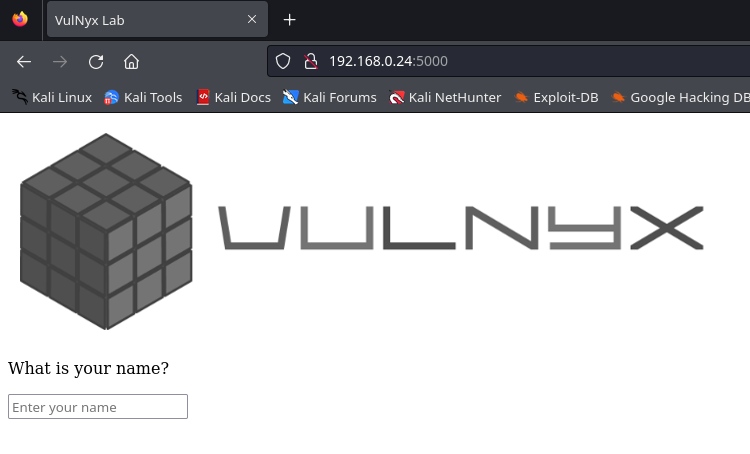 VulNyx Lab
192.168.0.24:5000
Kali Linux Kali Tools Kali Docs Kali Forums Kali NetHunter Exploit-DB Google Hacking DB
VULNYX
What is your name?
Enter your name